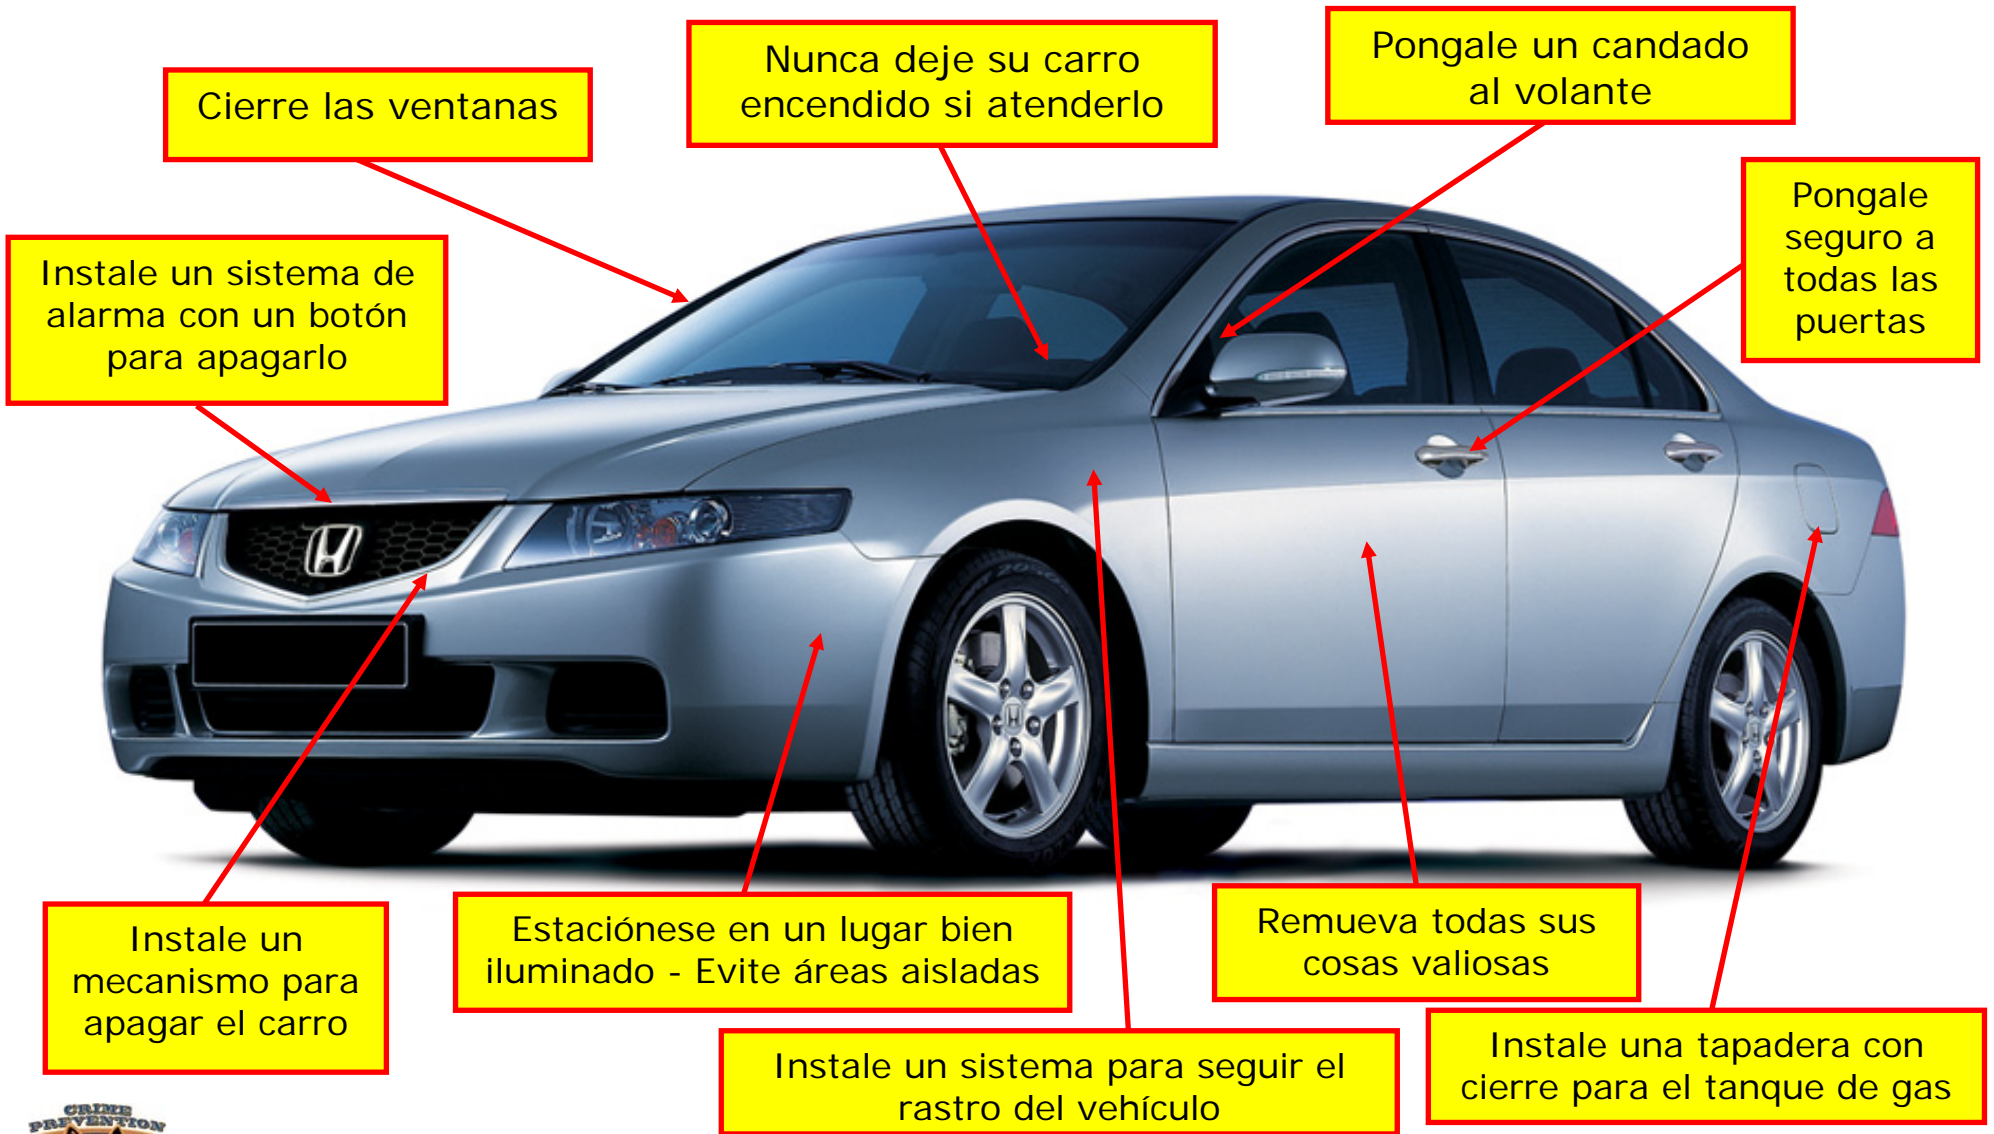 Nunca deje su carro
encendido si atenderlo
Pongale un candado
al volante
Cierre las ventanas
Pongale
seguro a
todas las
puertas
Instale un sistema de
alarma con un botón
para apagarlo
Instale un
mecanismo para
apagar el carro
Estaciónese en un lugar bien
iluminado - Evite áreas aisladas
Remueva todas sus
cosas valiosas
Instale un sistema para seguir el
rastro del vehículo
Instale una tapadera con
cierre para el tanque de gas
CRIME
PREVENTION